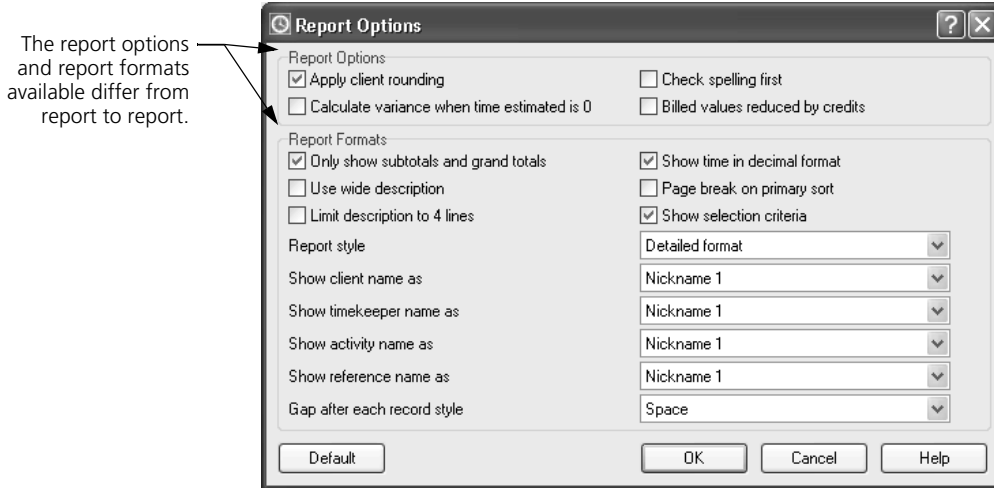 The report options
and report formats
available differ from
report to report.
Report Options
Report Options
Apply client rounding
Check spelling first
Calculate variance when time estimated is 0
Billed values reduced by credits
Report Formats
Only show subtotals and grand totals
Show time in decimal format
Use wide description
Page break on primary sort
Limit description to 4 lines
Show selection criteria
Report style
Detailed format
Show client name as
Nickname 1
Show timekeeper name as
Nickname 1
Show activity name as
Nickname 1
Show reference name as
Nickname 1
Gap after each record style
Space
Default
OK
Cancel
Help